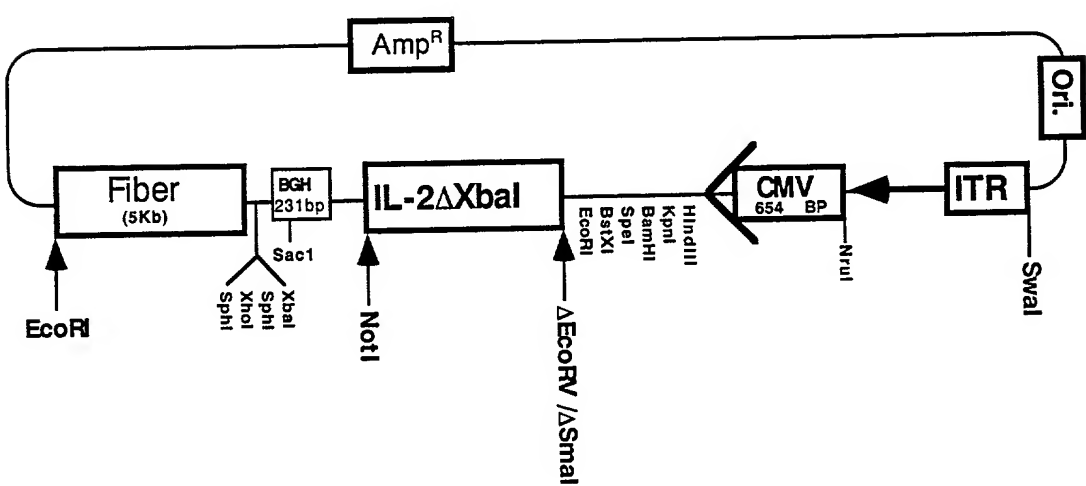 Amp^R
Ori.
Fiber
(5Kb)
BGH
231bp
IL-2ΔXbaI
CMV
654 BP
ITR
Sac1
EcoRI
BstXI
SpeI
BamHI
KpnI
HIndIII
NruI
SwaI
SphI
XhoI
SphI
XbaI
EcoRI
NotI
ΔEcoRV /ΔSmaI